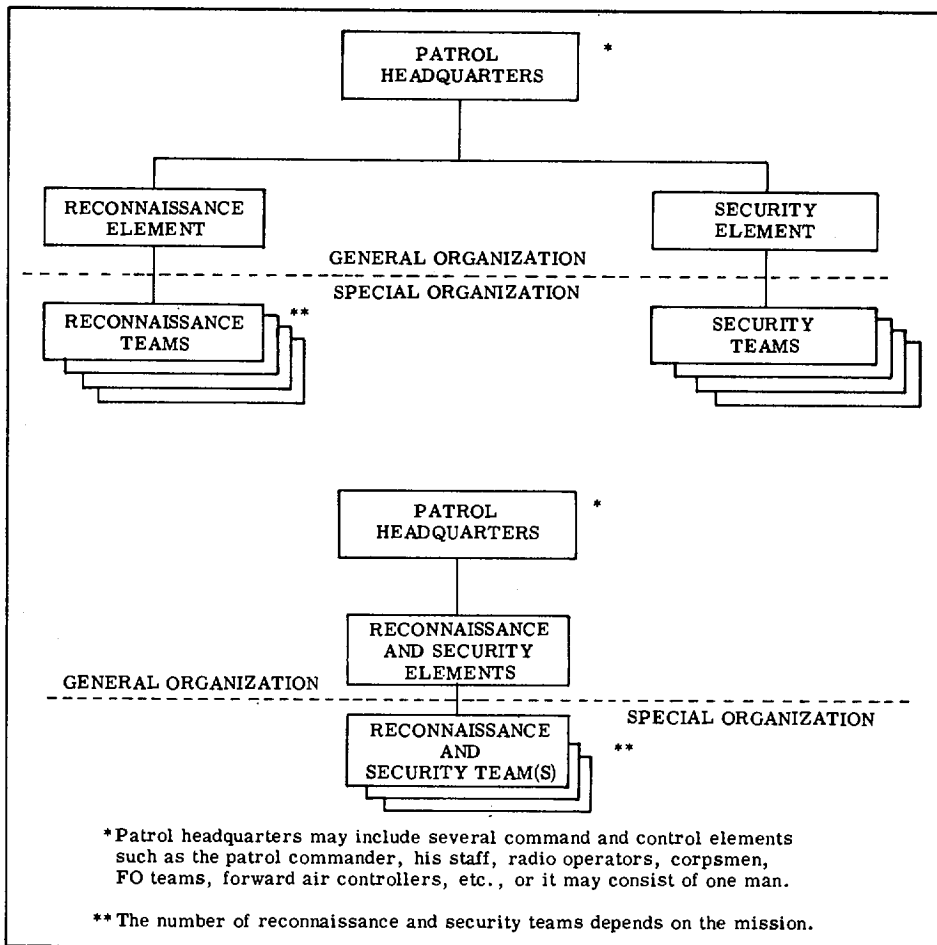 PATROL
HEADQUARTERS
*
RECONNAISSANCE
ELEMENT
SECURITY
ELEMENT
GENERAL ORGANIZATION
SPECIAL ORGANIZATION
RECONNAISSANCE
TEAMS
**
SECURITY
TEAMS
PATROL
HEADQUARTERS
*
RECONNAISSANCE
AND SECURITY
ELEMENTS
GENERAL ORGANIZATION
SPECIAL ORGANIZATION
RECONNAISSANCE
AND
SECURITY TEAM(S)
**
*Patrol headquarters may include several command and control elements
such as the patrol commander, his staff, radio operators, corpsmen,
FO teams, forward air controllers, etc., or it may consist of one man.
** The number of reconnaissance and security teams depends on the mission.